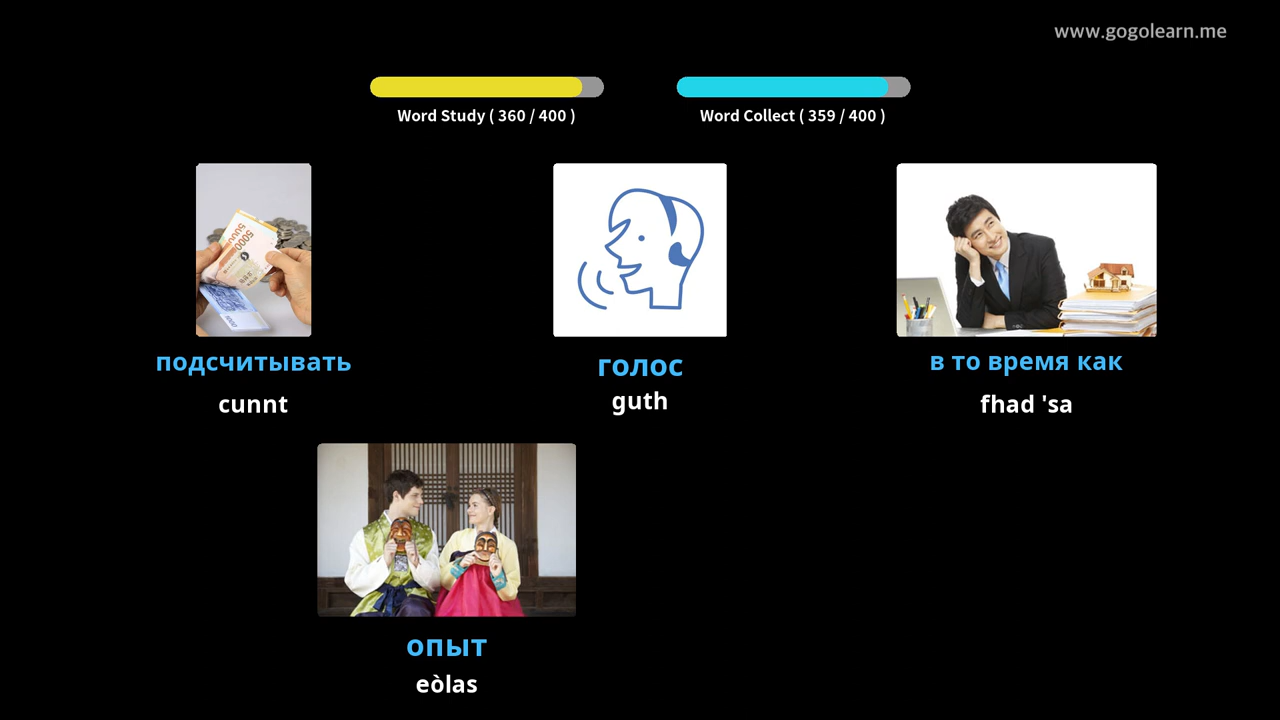 www.gogolearn.me
Word Study ( 360 / 400 )
Word Collect ( 359 / 400 )
подсчитывать
cunnt
голос
guth
в то время как
fhad 'sa
опыт
eòlas